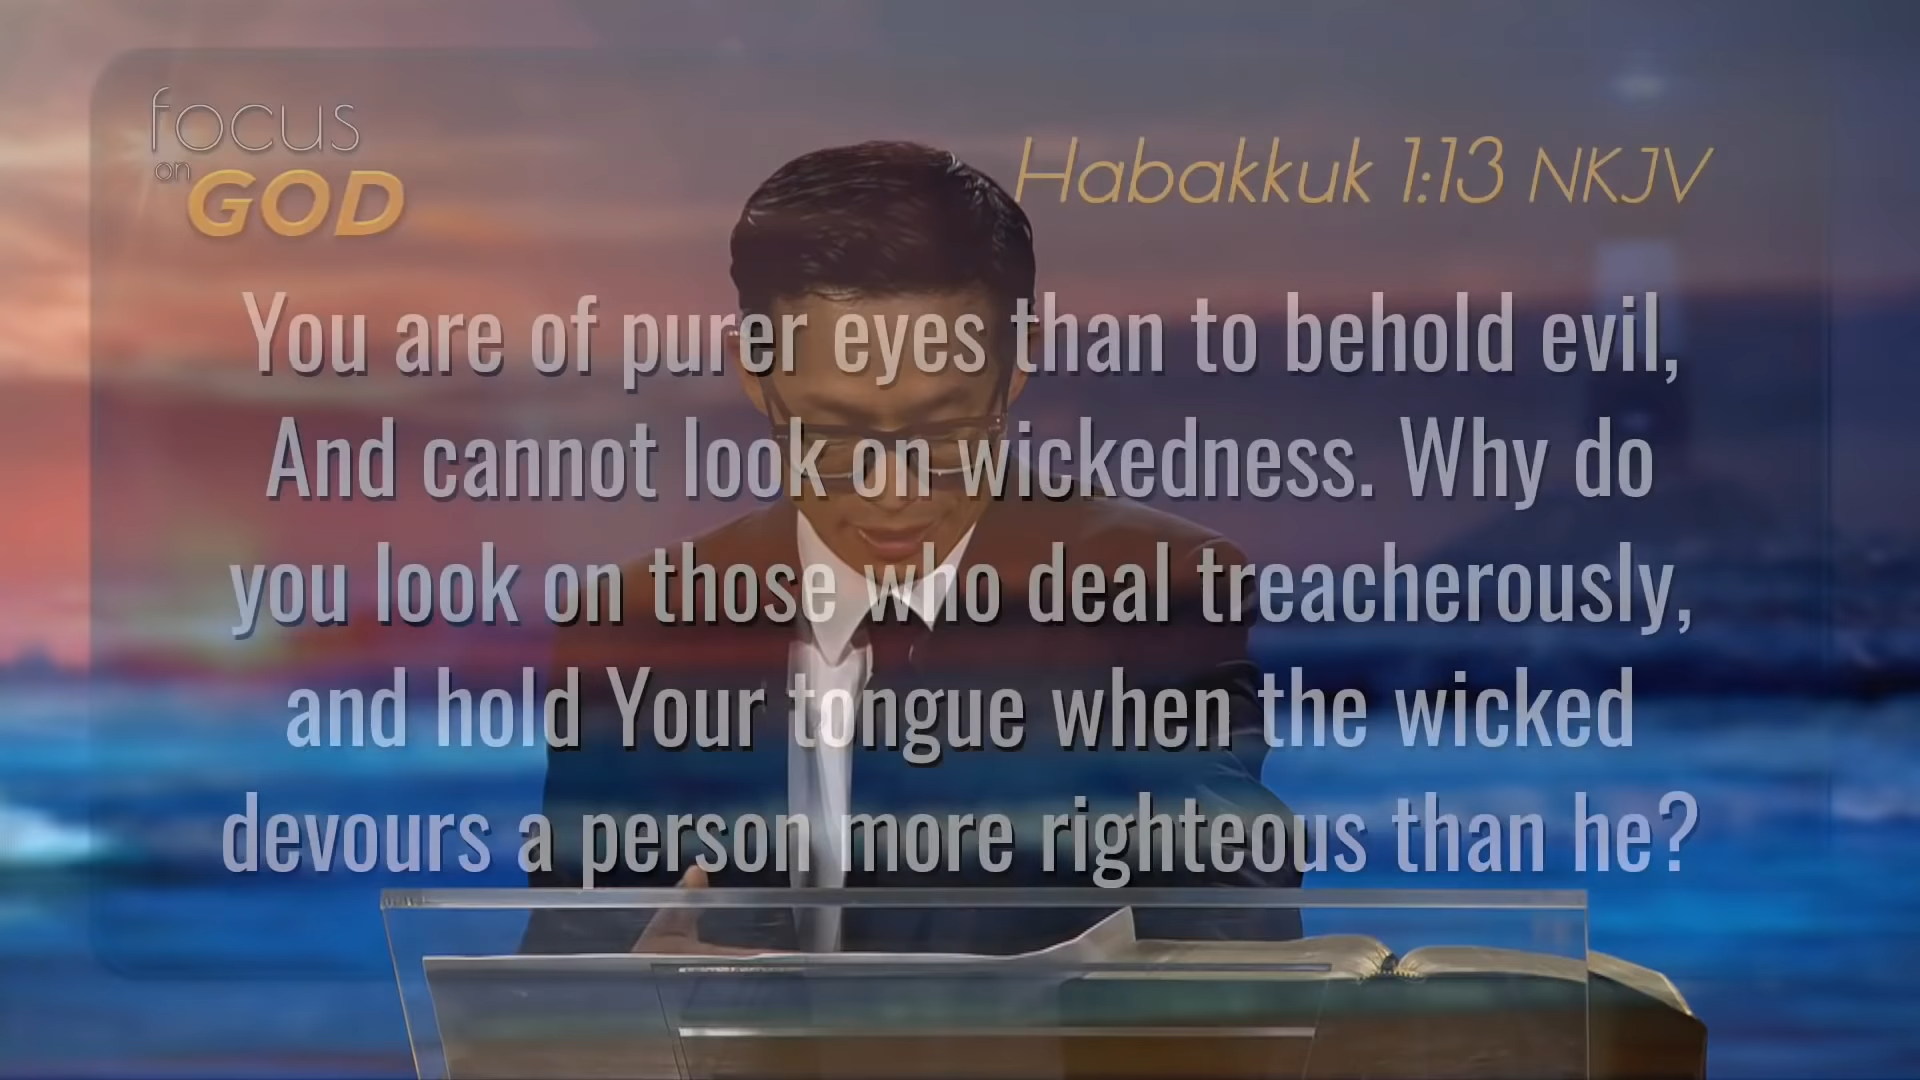 focus
on
GOD
Habakkuk 1:13 NKJV
You are of purer eyes than to behold evil,
And cannot look on wickedness. Why do
you look on those who deal treacherously,
and hold Your tongue when the wicked
devours a person more righteous than he?